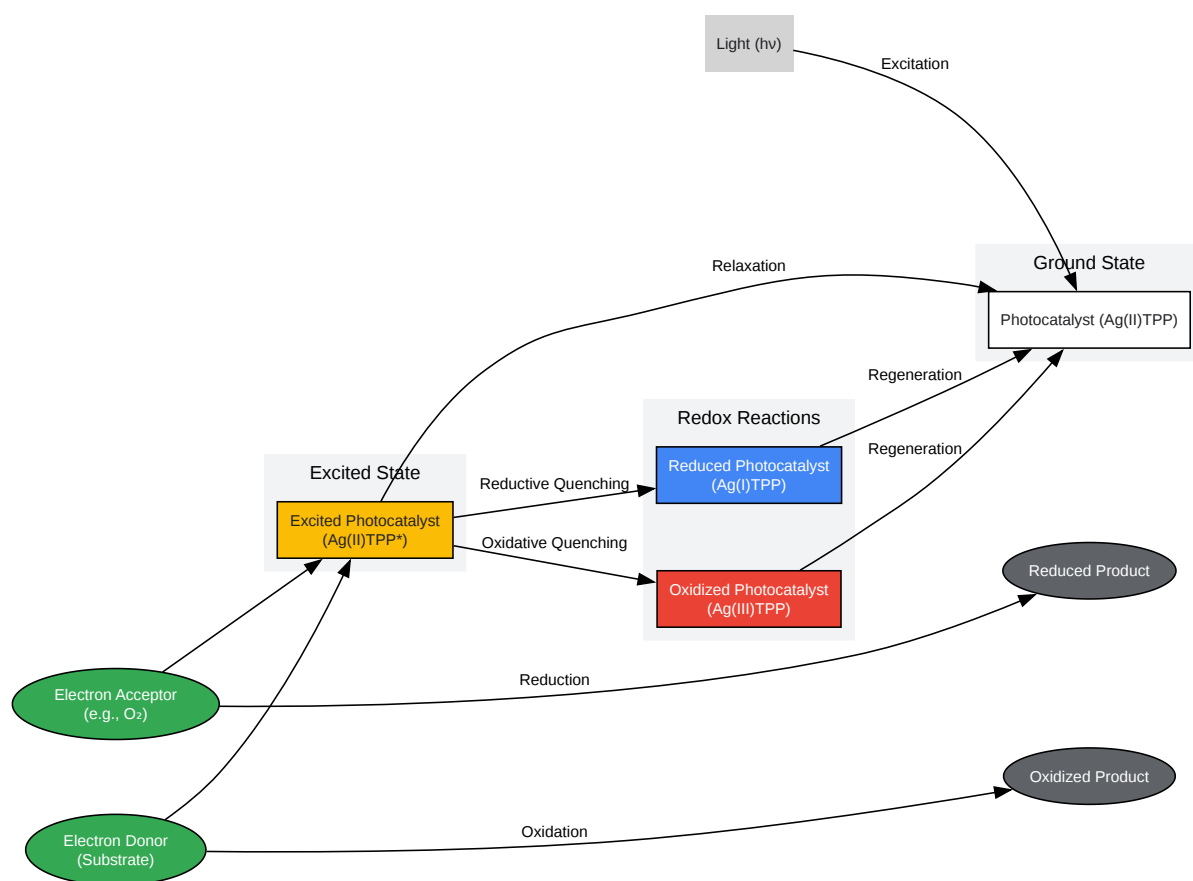 Light (hν)
Excitation
Ground State
Relaxation
Photocatalyst (Ag(II)TPP)
Regeneration
Redox Reactions
Regeneration
Reduced Photocatalyst
(Ag(I)TPP)
Excited State
Reductive Quenching
Excited Photocatalyst
(Ag(II)TPP*)
Oxidative Quenching
Oxidized Photocatalyst
(Ag(III)TPP)
Reduced Product
Electron Acceptor
(e.g., O₂)
Reduction
Oxidized Product
Electron Donor
(Substrate)
Oxidation